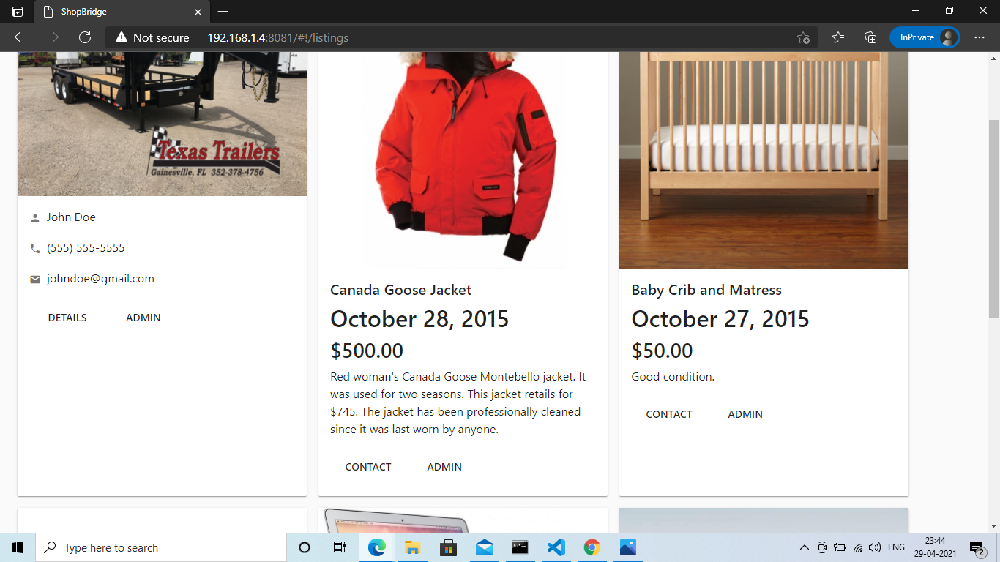 ShopBridge
Not secure
192.168.1.4:8081/#!/listings
InPrivate
Texas Trailers
Gainesville, FL 352-378-4756
John Doe
(555) 555-5555
johndoe@gmail.com
DETAILS
ADMIN
Canada Goose Jacket
October 28, 2015
$500.00
Red woman's Canada Goose Montebello jacket. It
was used for two seasons. This jacket retails for
$745. The jacket has been professionally cleaned
since it was last worn by anyone.
CONTACT
ADMIN
Baby Crib and Matress
October 27, 2015
$50.00
Good condition.
CONTACT
ADMIN
Type here to search
ENG
23:44
29-04-2021
2